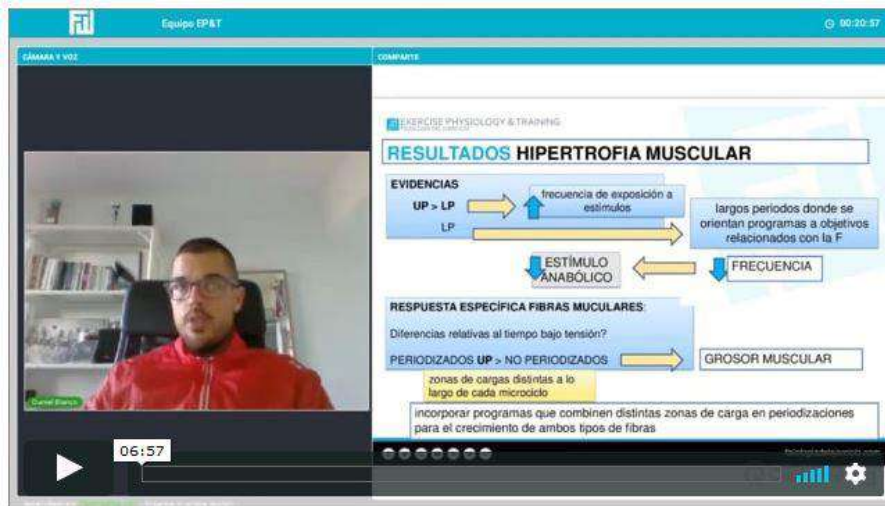 Equipo EP&T
00:20:57
CÁMARA Y VOZ
COMPARTE
EXERCISE PHYSIOLOGY & TRAINING
RESULTADOS HIPERTROFIA MUSCULAR
EVIDENCIAS
UP > LP
frecuencia de exposición a
estímulos
LP
largos periodos donde se
orientan programas a objetivos
relacionados con la F
ESTÍMULO
ANABÓLICO
FRECUENCIA
RESPUESTA ESPECÍFICA FIBRAS MUCULARES:
Diferencias relativas al tiempo bajo tensión?
PERIODIZADOS UP > NO PERIODIZADOS
GROSOR MUSCULAR
zonas de cargas distintas a lo
largo de cada microciclo
incorporar programas que combinen distintas zonas de carga en periodizaciones
para el crecimiento de ambos tipos de fibras
Daniel Blanco
06:57
fisiologiadelejercicio.com